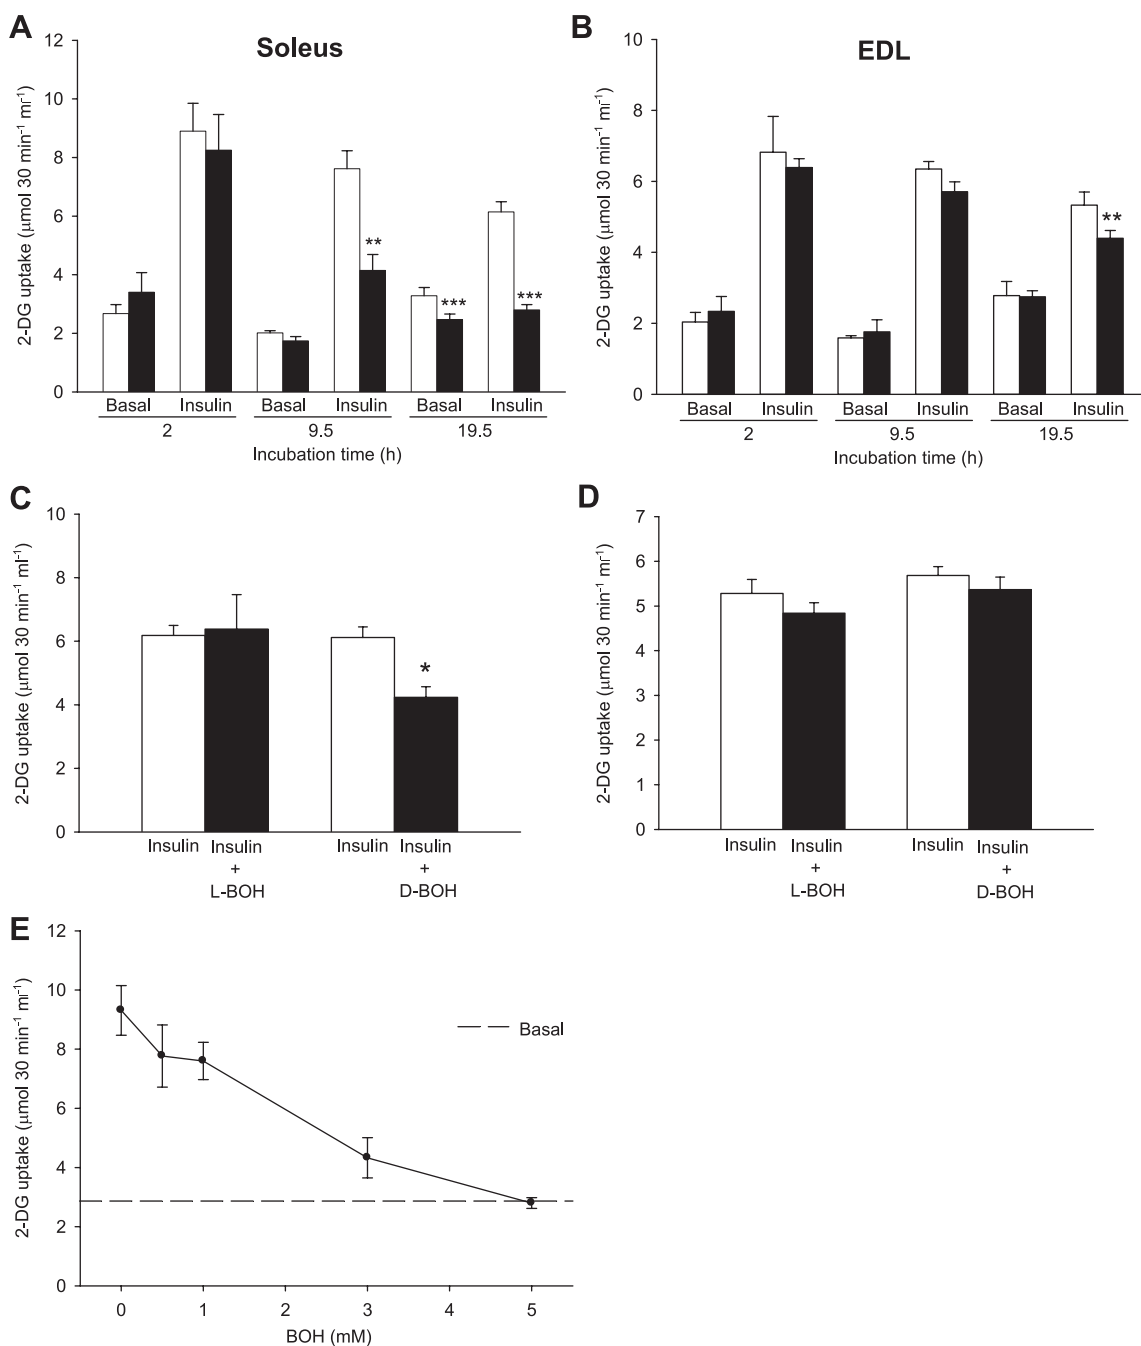 A
Soleus
2-DG uptake (μmol 30 min⁻¹ ml⁻¹)
12
10
8
6
4
2
0
**
***
***
Basal Insulin Basal Insulin Basal Insulin
2 9.5 19.5
Incubation time (h)
B
EDL
2-DG uptake (μmol 30 min⁻¹ ml⁻¹)
10
8
6
4
2
0
**
Basal Insulin Basal Insulin Basal Insulin
2 9.5 19.5
Incubation time (h)
C
2-DG uptake (μmol 30 min⁻¹ ml⁻¹)
10
8
6
4
2
0
*
Insulin Insulin Insulin Insulin
+ +
L-BOH D-BOH
D
2-DG uptake (μmol 30 min⁻¹ ml⁻¹)
7
6
5
4
3
2
1
0
Insulin Insulin Insulin Insulin
+ +
L-BOH D-BOH
E
2-DG uptake (μmol 30 min⁻¹ ml⁻¹)
12
10
8
6
4
2
0
Basal
0 1 2 3 4 5
BOH (mM)